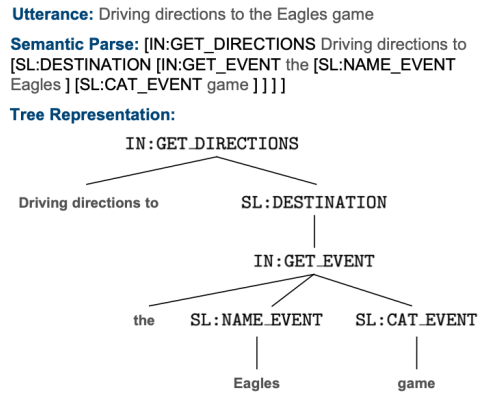 Utterance: Driving directions to the Eagles game
Semantic Parse: [IN:GET_DIRECTIONS Driving directions to
[SL:DESTINATION [IN:GET_EVENT the [SL:NAME_EVENT
Eagles ] [SL:CAT_EVENT game ] ] ] ]
Tree Representation:
IN:GET_DIRECTIONS
Driving directions to SL:DESTINATION
IN:GET_EVENT
the SL:NAME_EVENT SL:CAT_EVENT
Eagles game